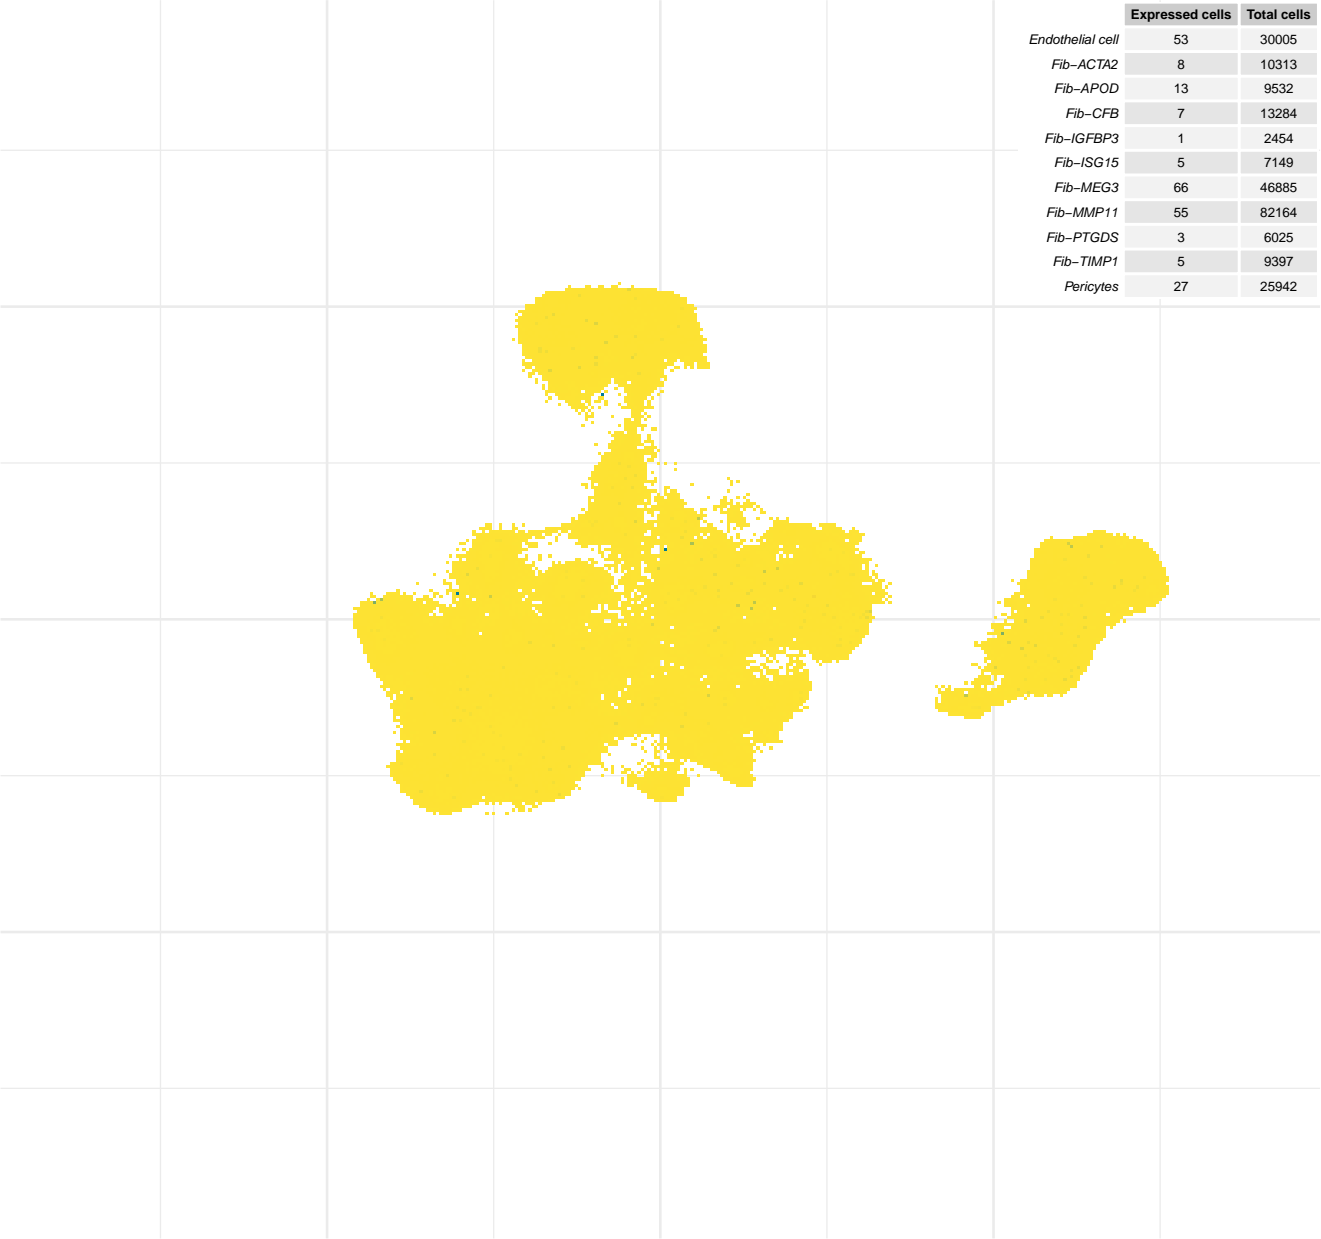 Expressed cells Total cells
Endothelial cell 53 30005
Fib−ACTA2 8 10313
Fib−APOD 13 9532
Fib−CFB 7 13284
Fib−IGFBP3 1 2454
Fib−ISG15 5 7149
Fib−MEG3 66 46885
Fib−MMP11 55 82164
Fib−PTGDS 3 6025
Fib−TIMP1 5 9397
Pericytes 27 25942